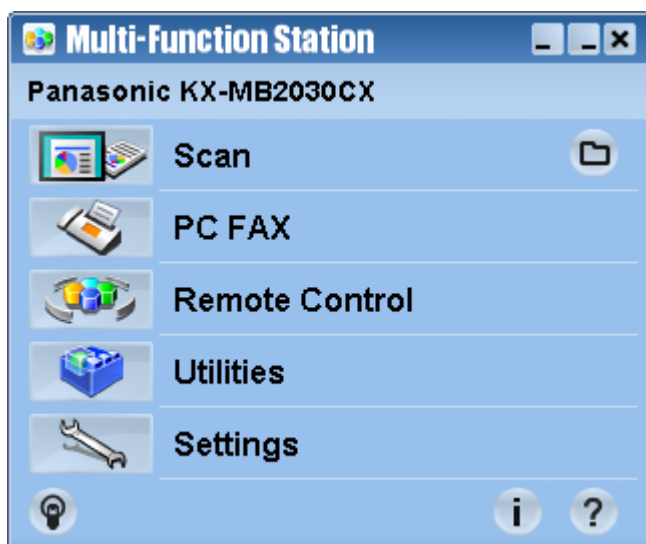 Multi-Function Station
Panasonic KX-MB2030CX
Scan
PC FAX
Remote Control
Utilities
Settings
i ?